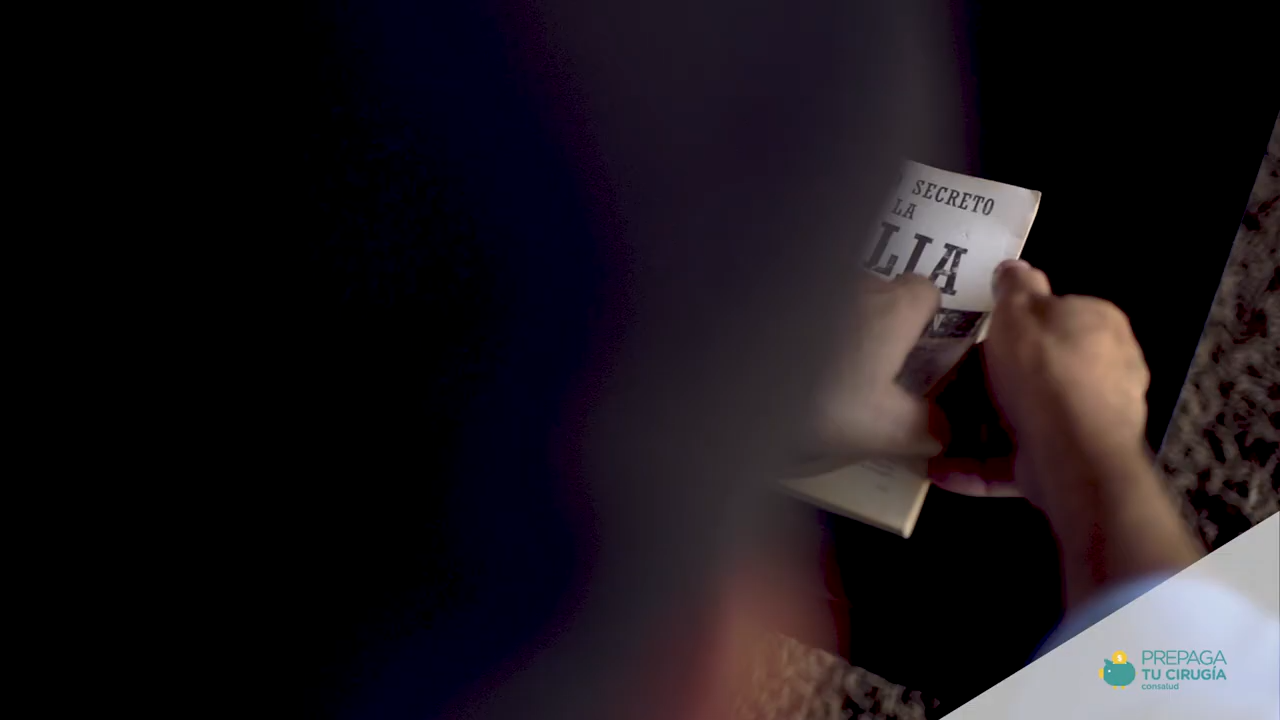 SECRETO
LA
LIA
PREPAGA
TU CIRUGÍA
consalud